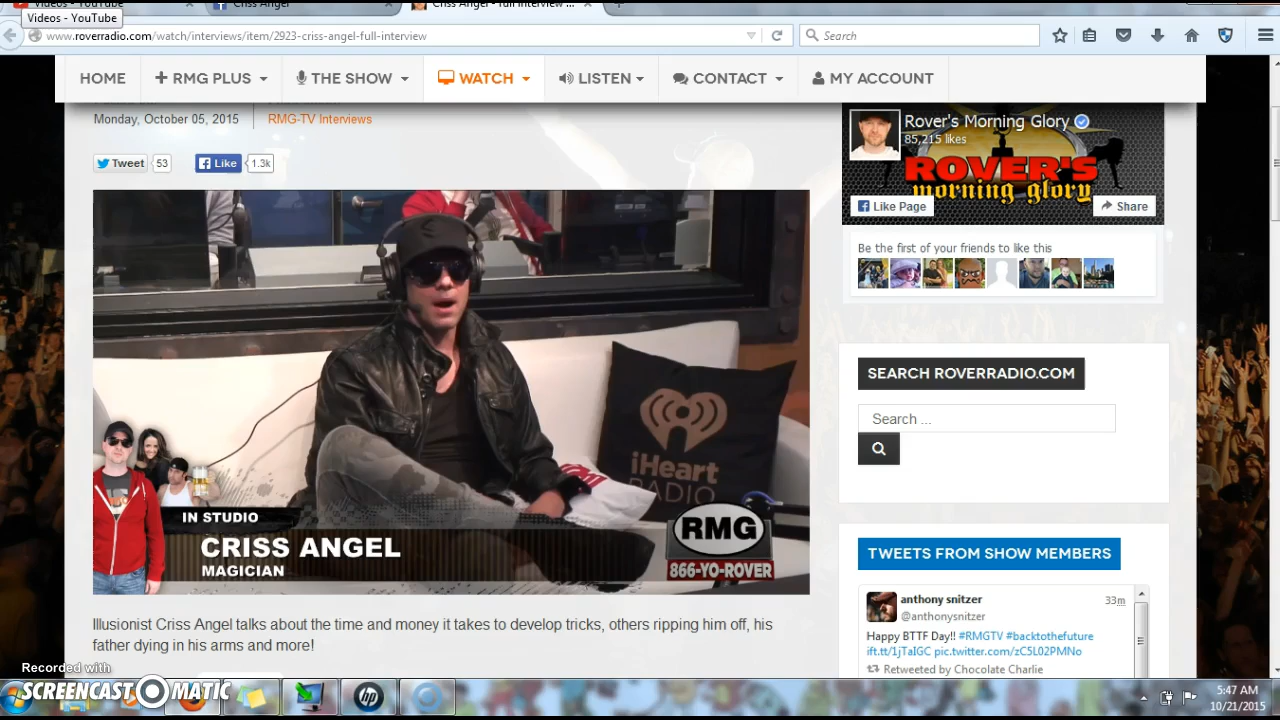 Videos - YouTube
Criss Angel
Criss Angel - full interview ...
Videos - YouTube
www.roverradio.com/watch/interviews/item/2923-criss-angel-full-interview
Search
HOME
RMG PLUS
THE SHOW
WATCH
LISTEN
CONTACT
MY ACCOUNT
Monday, October 05, 2015
RMG-TV Interviews
Tweet 53
Like 1.3k
Rover's Morning Glory
85,215 likes
ROVER'S
morning glory
Like Page
Share
Be the first of your friends to like this
iHeart
RADIO
IN STUDIO
CRISS ANGEL
MAGICIAN
RMG
866-YO-ROVER
Illusionist Criss Angel talks about the time and money it takes to develop tricks, others ripping him off, his
father dying in his arms and more!
SEARCH ROVERRADIO.COM
Search ...
TWEETS FROM SHOW MEMBERS
anthony snitzer 33m
@anthonysnitzer
Happy BTTF Day!! #RMGTV #backtothefuture
ift.tt/1jTaIGC pic.twitter.com/zC5L02PMNo
Retweeted by Chocolate Charlie
Recorded with
SCREENCAST MATIC
hp
5:47 AM
10/21/2015